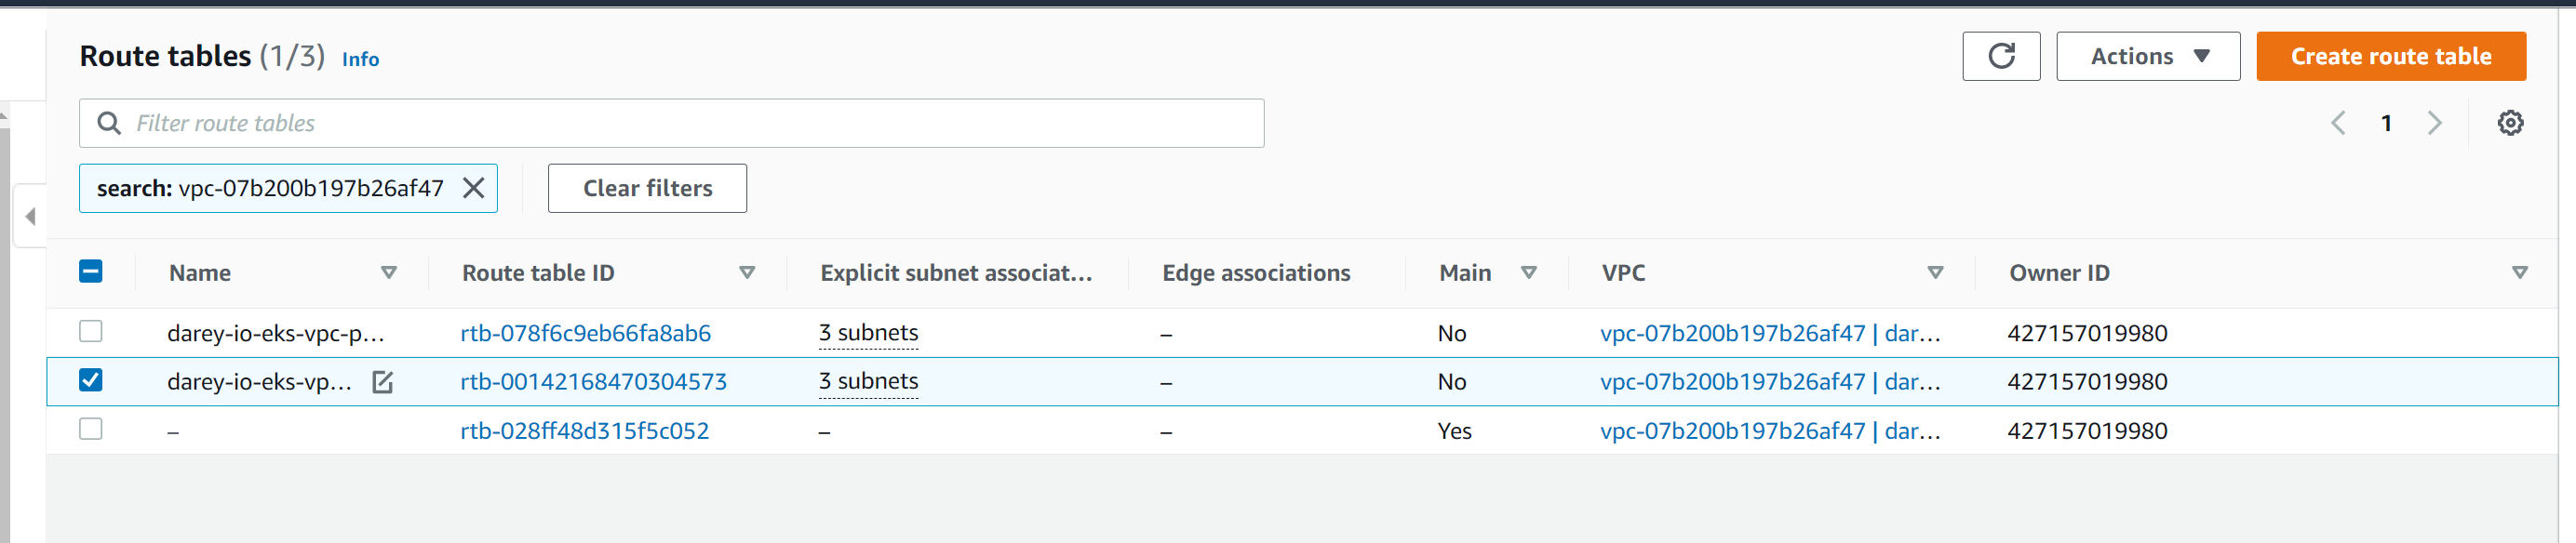 Route tables (1/3) Info
Actions
Create route table
Filter route tables
1
search: vpc-07b200b197b26af47
Clear filters
Name Route table ID Explicit subnet associat... Edge associations Main VPC Owner ID
darey-io-eks-vpc-p... rtb-078f6c9eb66fa8ab6 3 subnets – No vpc-07b200b197b26af47 | dar... 427157019980
darey-io-eks-vp... rtb-00142168470304573 3 subnets – No vpc-07b200b197b26af47 | dar... 427157019980
– rtb-028ff48d315f5c052 – – Yes vpc-07b200b197b26af47 | dar... 427157019980